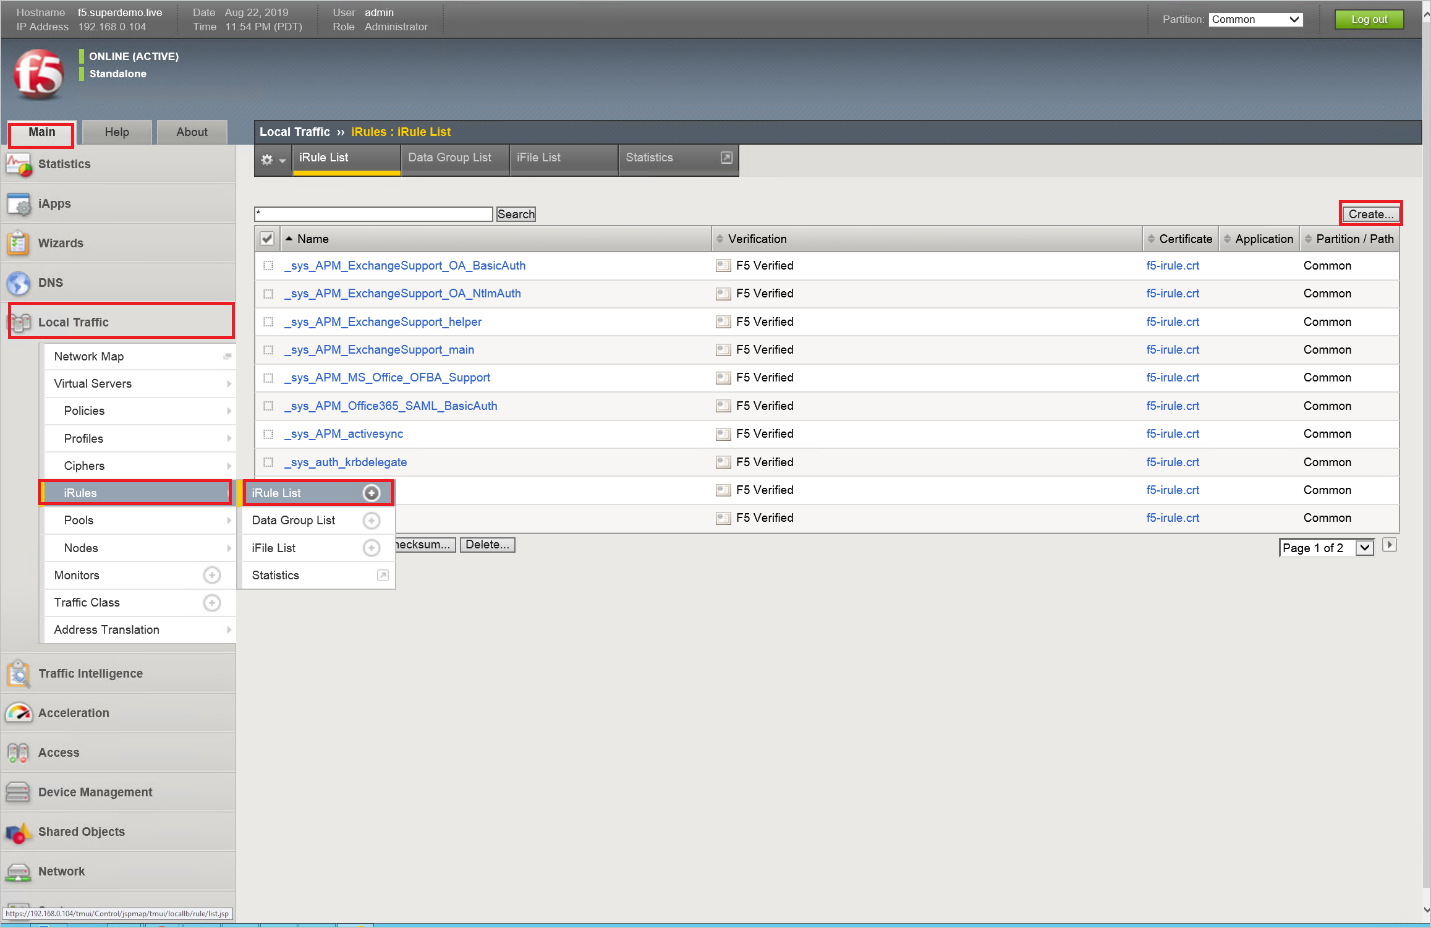 Hostname f5.superdemo.live Date Aug 22, 2019 User admin
IP Address 192.168.0.104 Time 11:54 PM (PDT) Role Administrator
Partition: Common
Log out
f5
ONLINE (ACTIVE)
Standalone
Main Help About
Local Traffic ›› iRules : iRule List
iRule List Data Group List iFile List Statistics
Statistics
iApps
Wizards
DNS
Local Traffic
Network Map
Virtual Servers
Policies
Profiles
Ciphers
iRules
Pools
Nodes
Monitors
Traffic Class
Address Translation
Traffic Intelligence
Acceleration
Access
Device Management
Shared Objects
Network
https://192.168.0.104/tmui/Control/jspmap/tmui/locallb/rule/list.jsp
iRule List
Data Group List
iFile List
Statistics
* Search Create...
Name Verification Certificate Application Partition / Path
_sys_APM_ExchangeSupport_OA_BasicAuth F5 Verified f5-irule.crt Common
_sys_APM_ExchangeSupport_OA_NtlmAuth F5 Verified f5-irule.crt Common
_sys_APM_ExchangeSupport_helper F5 Verified f5-irule.crt Common
_sys_APM_ExchangeSupport_main F5 Verified f5-irule.crt Common
_sys_APM_MS_Office_OFBA_Support F5 Verified f5-irule.crt Common
_sys_APM_Office365_SAML_BasicAuth F5 Verified f5-irule.crt Common
_sys_APM_activesync F5 Verified f5-irule.crt Common
_sys_auth_krbdelegate F5 Verified f5-irule.crt Common
F5 Verified f5-irule.crt Common
F5 Verified f5-irule.crt Common
hecksum... Delete... Page 1 of 2